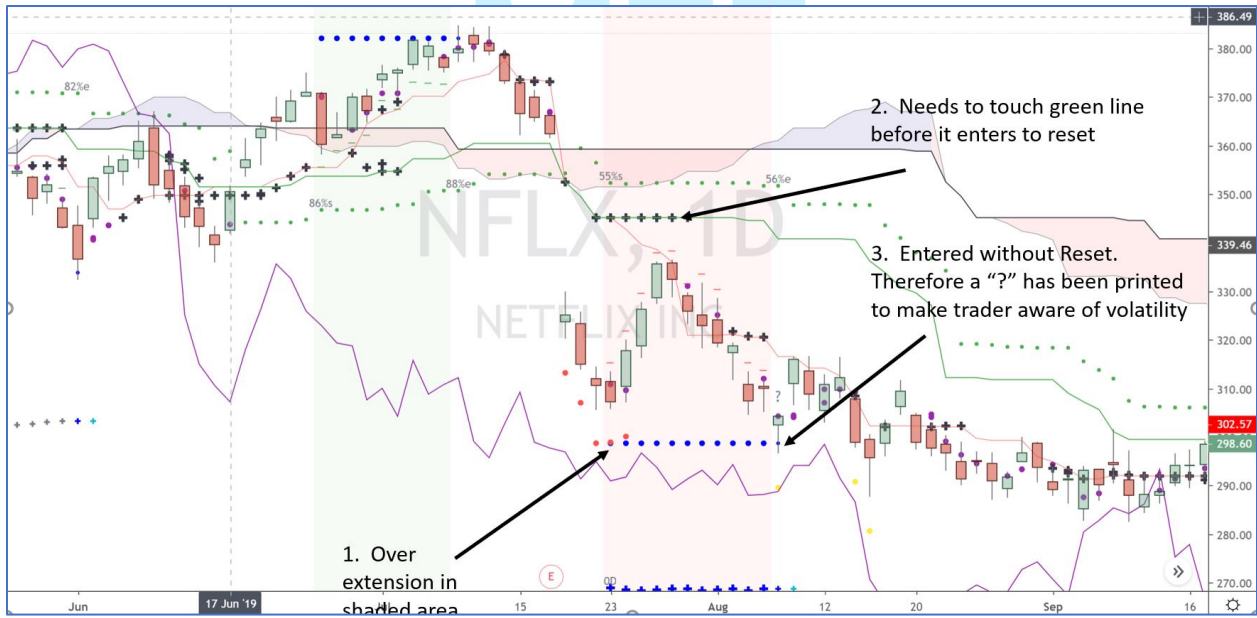 386.49
380.00
370.00
360.00
350.00
339.46
330.00
320.00
310.00
302.57
298.60
290.00
280.00
270.00
82%e
86%s
88%e
55%s
56%e
NFLX, 1D
NETFLIX INC
2. Needs to touch green line
before it enters to reset
3. Entered without Reset.
Therefore a “?” has been printed
to make trader aware of volatility
?
1. Over
extension in
shaded area
E
OD
Jun
17 Jun '19
15
23
Aug
12
20
Sep
16